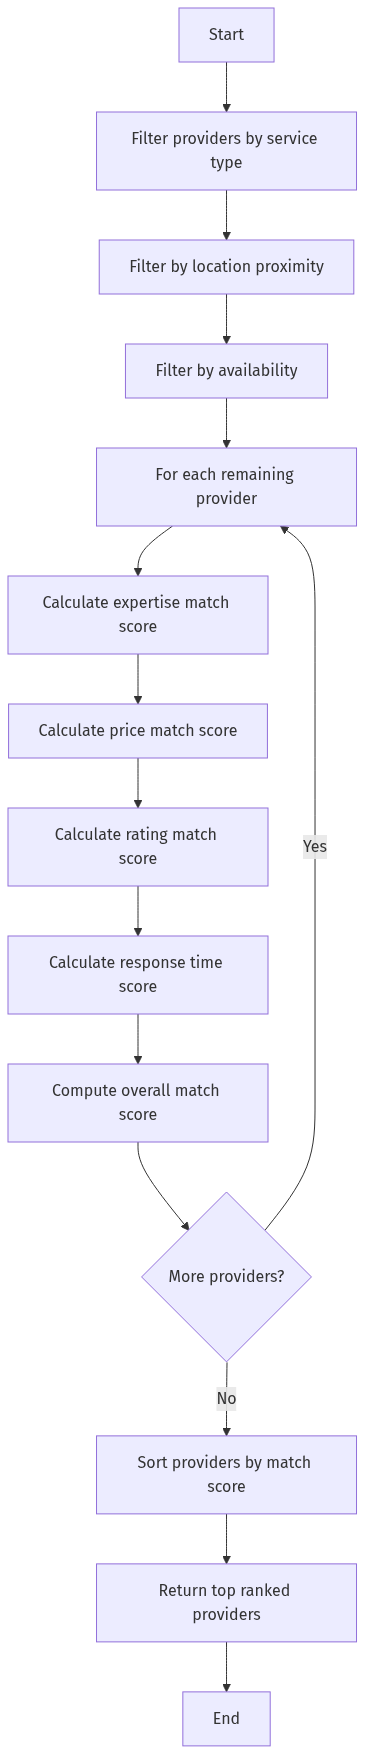 Start
Filter providers by service
type
Filter by location proximity
Filter by availability
For each remaining
provider
Calculate expertise match
score
Calculate price match score
Calculate rating match
score
Yes
Calculate response time
score
Compute overall match
score
More providers?
No
Sort providers by match
score
Return top ranked
providers
End